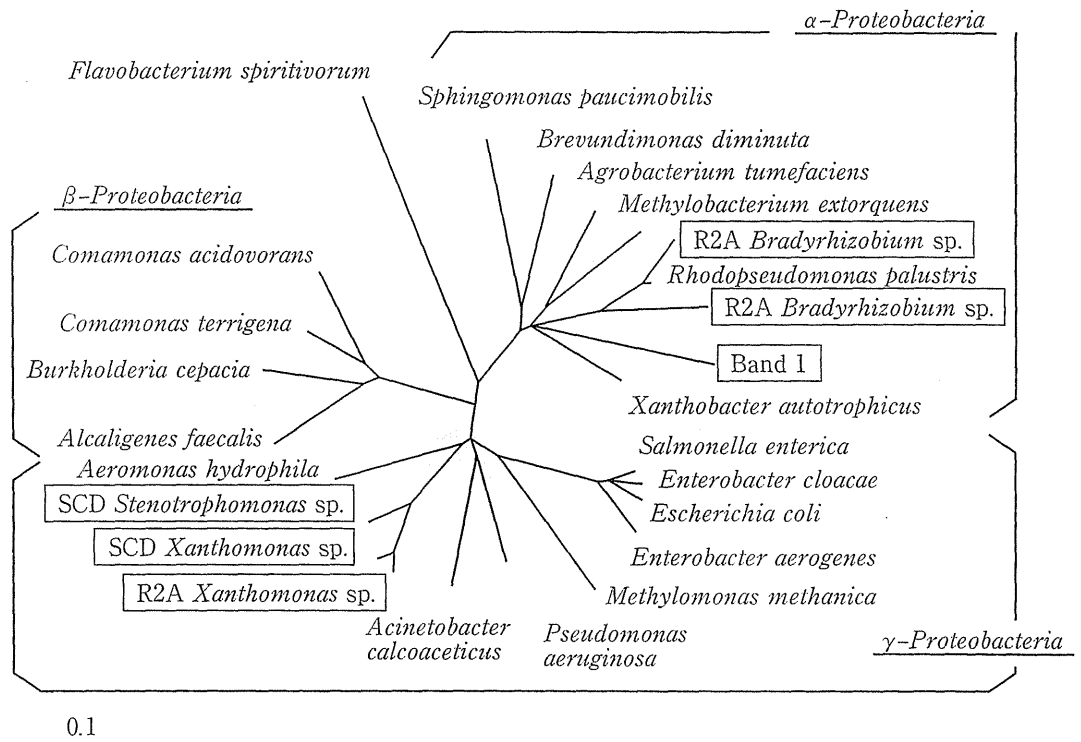 α-Proteobacteria
Flavobacterium spiritivorum
Sphingomonas paucimobilis
Brevundimonas diminuta
Agrobacterium tumefaciens
β-Proteobacteria
Methylobacterium extorquens
R2A Bradyrhizobium sp.
Comamonas acidovorans
Rhodopseudomonas palustris
R2A Bradyrhizobium sp.
Comamonas terrigena
Burkholderia cepacia
Band 1
Xanthobacter autotrophicus
Alcaligenes faecalis
Salmonella enterica
Aeromonas hydrophila
Enterobacter cloacae
SCD Stenotrophomonas sp.
Escherichia coli
SCD Xanthomonas sp.
Enterobacter aerogenes
R2A Xanthomonas sp.
Methylomonas methanica
Acinetobacter
calcoaceticus
Pseudomonas
aeruginosa
γ-Proteobacteria
0.1